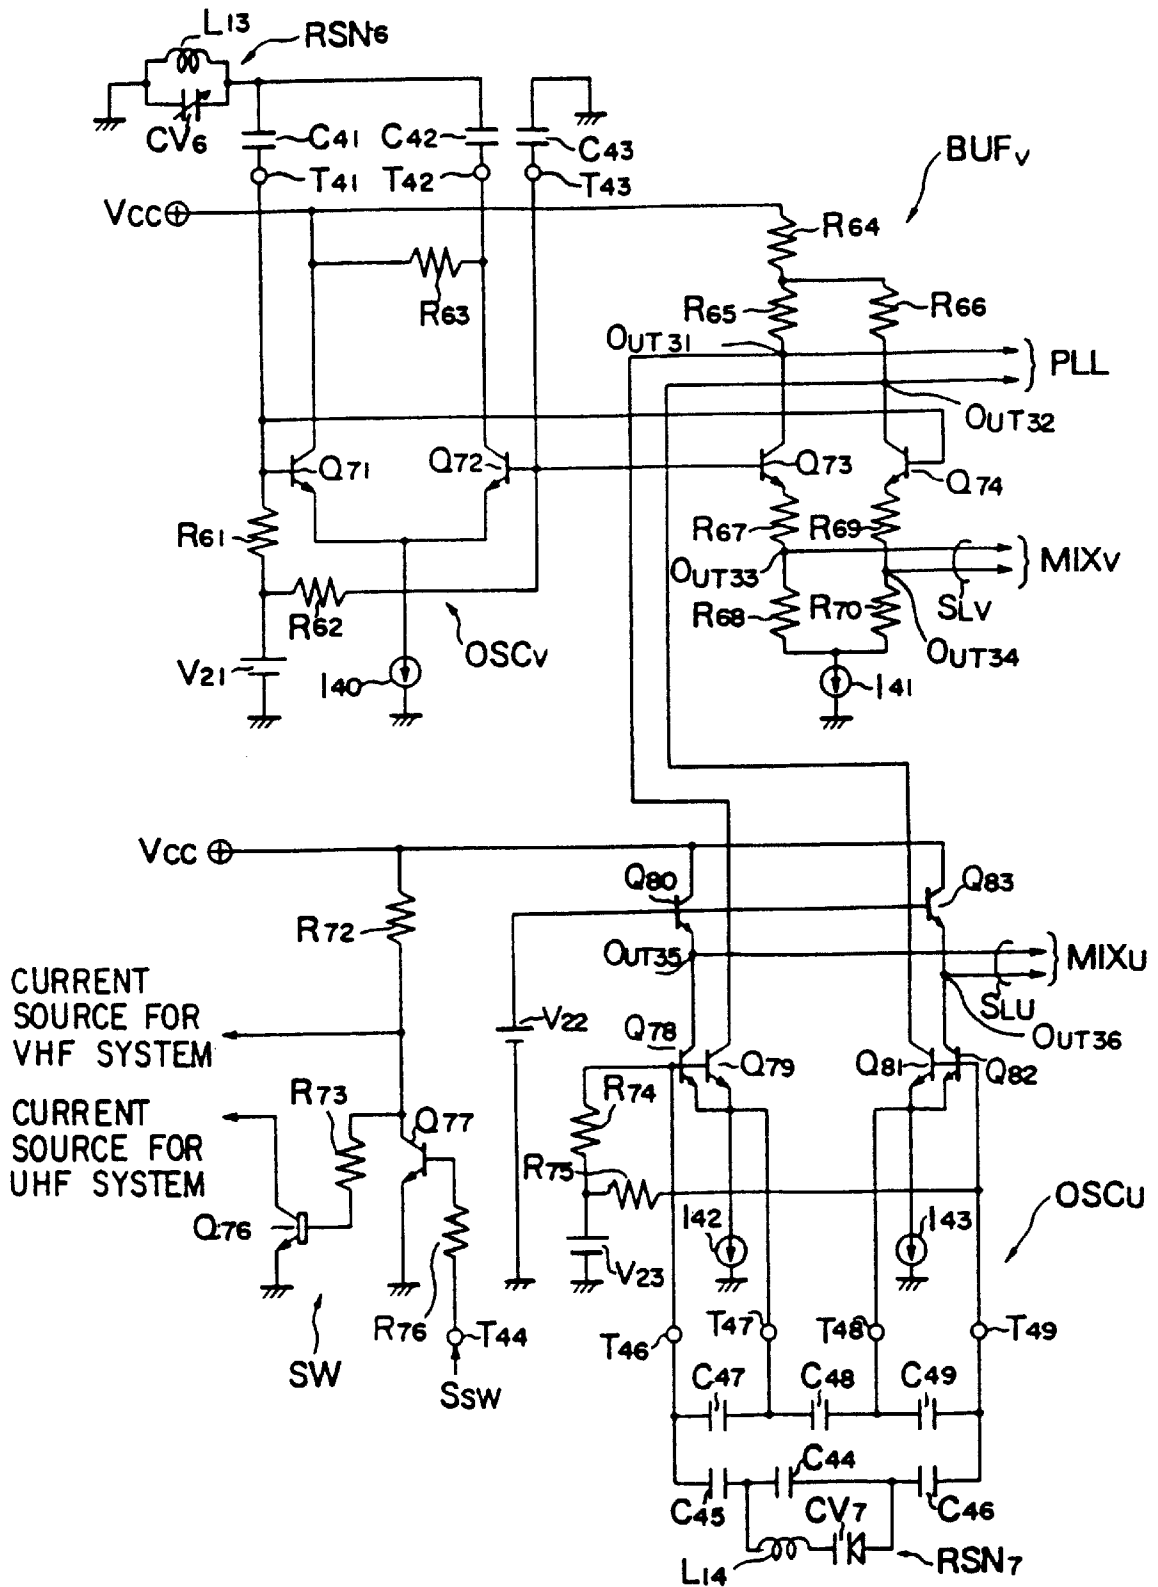 L13
RSN6
CV6
C41
C42
C43
T41
T42
T43
BUFv
Vcc
R64
R63
R65
R66
OUT31
PLL
OUT32
Q71
Q72
Q73
Q74
R61
R67
R69
OUT33
MIXv
R62
R68
R70
SLV
OSCv
OUT34
V21
I40
I41
Vcc
Q80
Q83
R72
OUT35
MIXU
SLU
CURRENT
SOURCE FOR
VHF SYSTEM
V22
Q78
OUT36
Q79
Q81
Q82
R73
R74
CURRENT
SOURCE FOR
UHF SYSTEM
Q77
R75
OSCU
Q76
I42
I43
V23
R76
T44
T46
T47
T48
T49
SW
SSW
C47
C48
C49
C44
C45
CV7
C46
L14
RSN7